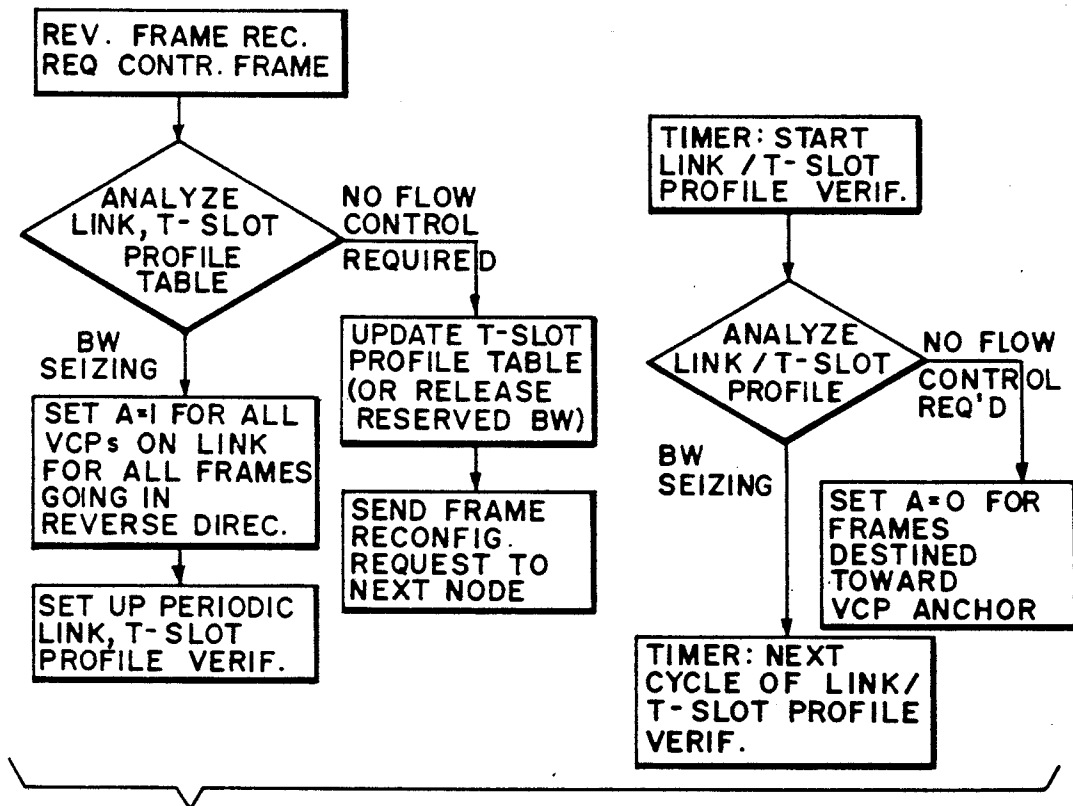 REV. FRAME REC.
REQ CONTR. FRAME
ANALYZE
LINK, T-SLOT
PROFILE
TABLE
NO FLOW
CONTROL
REQUIRED
BW
SEIZING
UPDATE T-SLOT
PROFILE TABLE
(OR RELEASE
RESERVED BW)
SET A=1 FOR ALL
VCPs ON LINK
FOR ALL FRAMES
GOING IN
REVERSE DIREC.
SEND FRAME
RECONFIG.
REQUEST TO
NEXT NODE
SET UP PERIODIC
LINK, T-SLOT
PROFILE VERIF.
TIMER: START
LINK / T-SLOT
PROFILE VERIF.
ANALYZE
LINK / T-SLOT
PROFILE
NO FLOW
CONTROL
REQ'D
BW
SEIZING
SET A=0 FOR
FRAMES
DESTINED
TOWARD
VCP ANCHOR
TIMER: NEXT
CYCLE OF LINK/
T-SLOT PROFILE
VERIF.